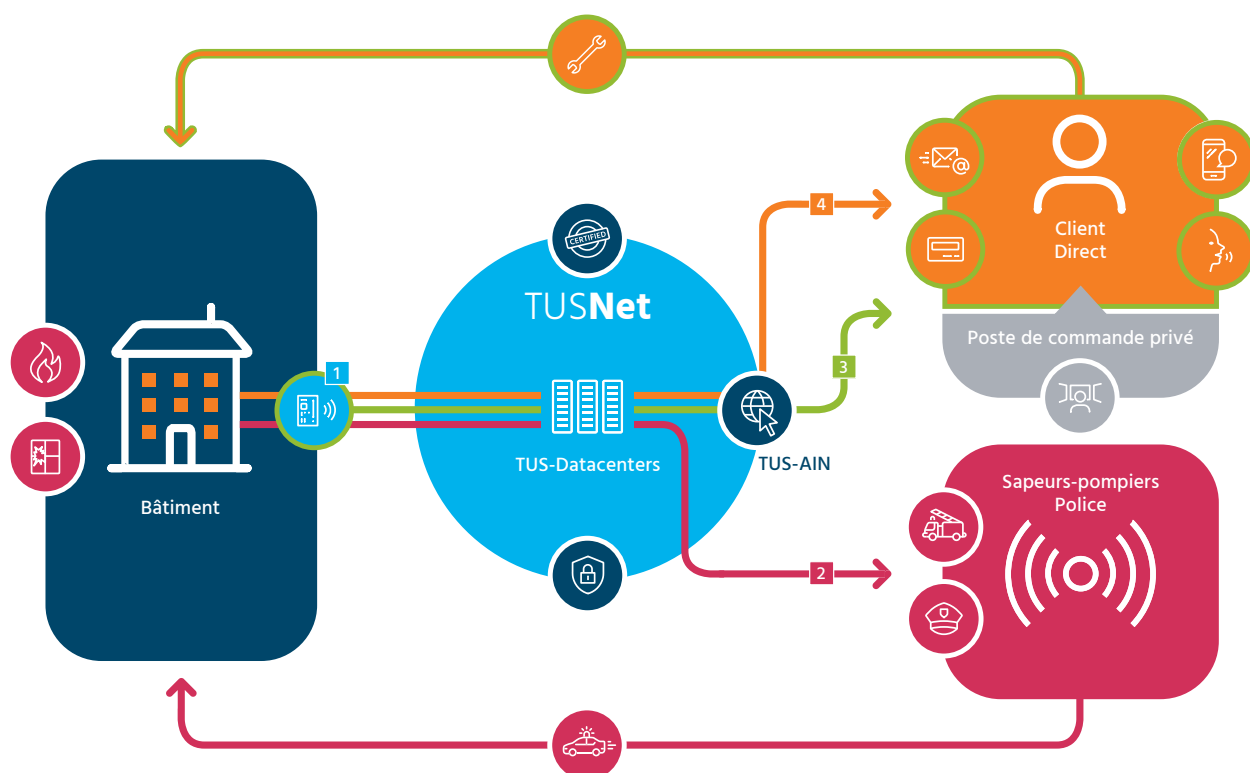 CERTIFIED
TUSNet
4
Client
Direct
Poste de commande privé
3
1
TUS-Datacenters
TUS-AIN
Bâtiment
Sapeurs-pompiers
Police
2
@